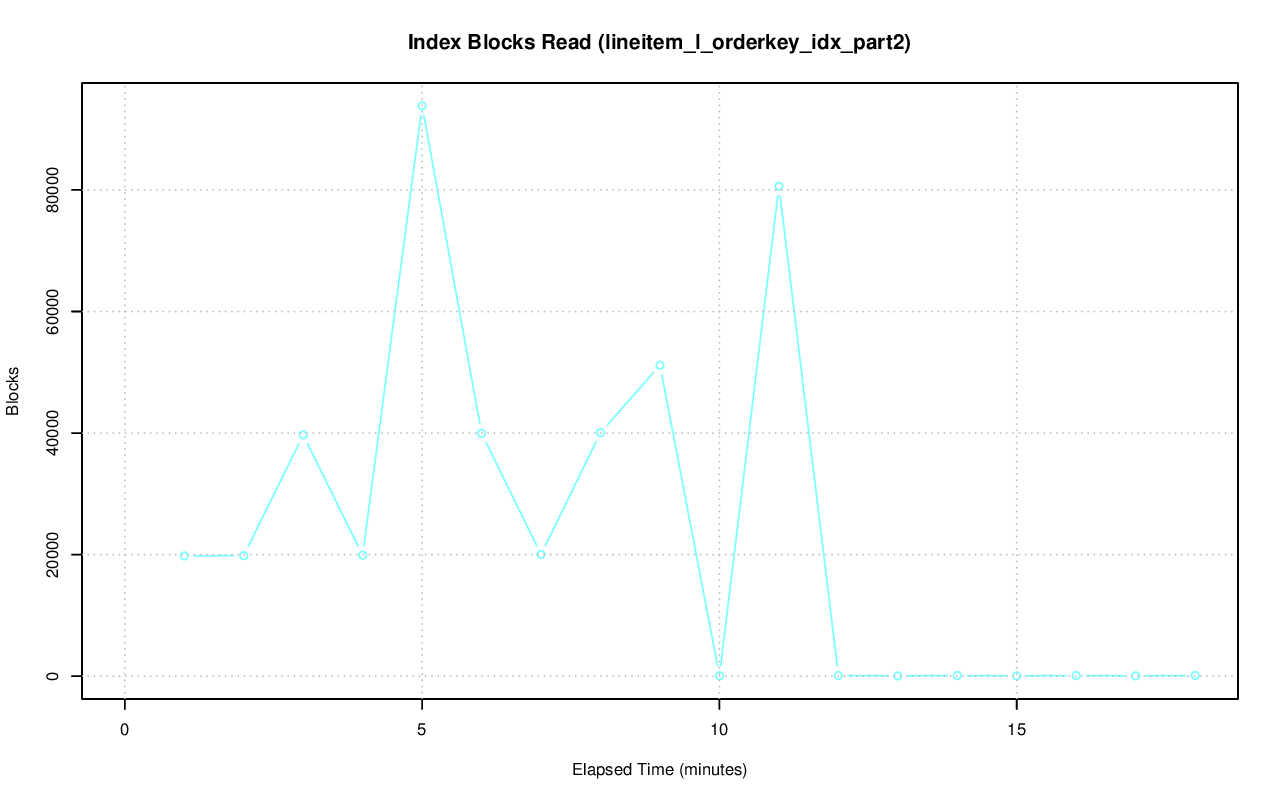 Index Blocks Read (lineitem_l_orderkey_idx_part2)
Blocks
80000
60000
40000
20000
0
0 5 10 15
Elapsed Time (minutes)